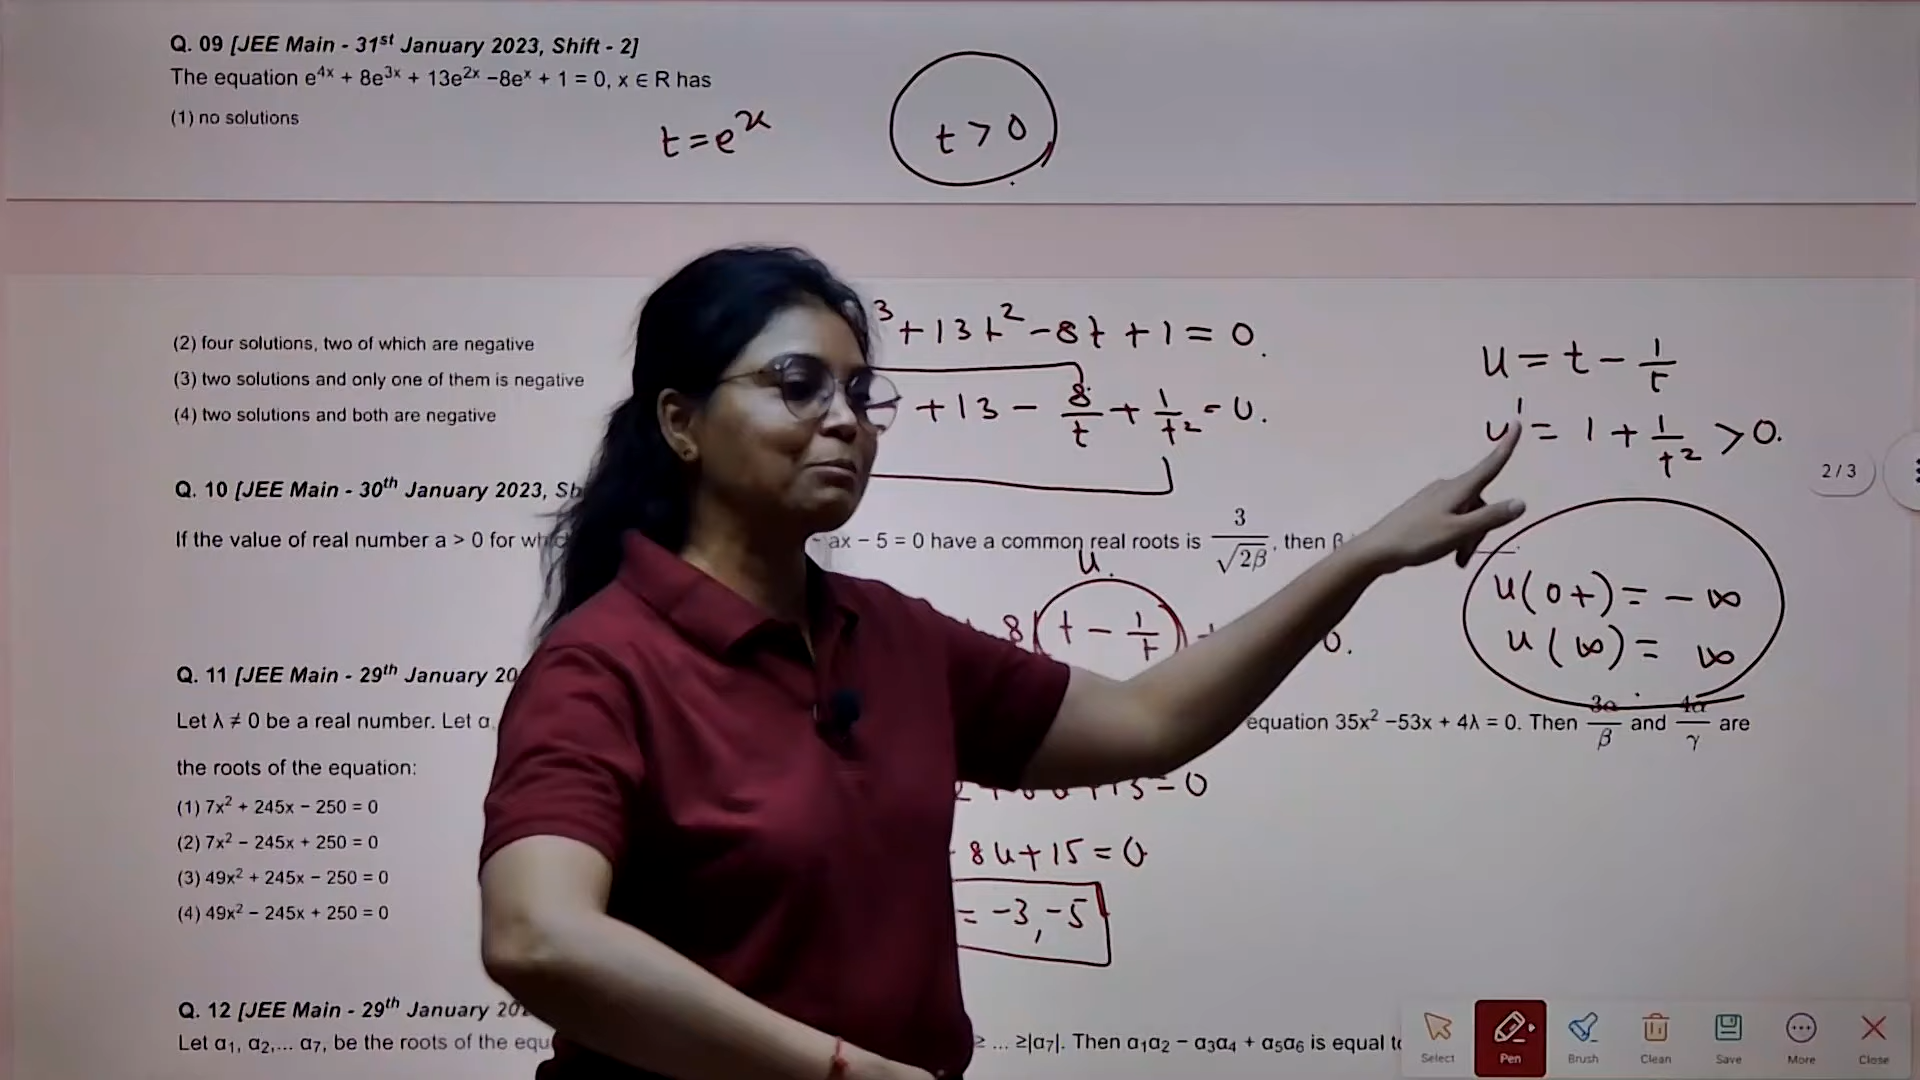 Q. 09 [JEE Main - 31st January 2023, Shift - 2]
The equation e⁴ˣ + 8e³ˣ + 13e²ˣ −8eˣ + 1 = 0, x ∈ R has
(1) no solutions
t = eˣ
t > 0
(2) four solutions, two of which are negative
(3) two solutions and only one of them is negative
(4) two solutions and both are negative
³ + 13t² − 8t + 1 = 0.
+ 13 − 8/t + 1/t² = 0.
u = t − 1/t
u' = 1 + 1/t² > 0.
2 / 3
u(0+) = −∞
u(∞) = ∞
Q. 10 [JEE Main - 30th January 2023,
If the value of real number a > 0 for
ax − 5 = 0 have a common real roots is 3/√2β, then β
u
8(t − 1/t) 0.
Q. 11 [JEE Main - 29th January
Let λ ≠ 0 be a real number. Let α,
equation 35x² −53x + 4λ = 0. Then 3α/β and 4α/γ are
the roots of the equation:
(1) 7x² + 245x − 250 = 0
(2) 7x² − 245x + 250 = 0
(3) 49x² + 245x − 250 = 0
(4) 49x² − 245x + 250 = 0
= 0
8u + 15 = 0
= −3, −5
Q. 12 [JEE Main - 29th January
Let α₁, α₂,... α₇, be the roots of the
≥ ... ≥|α₇|. Then α₁α₂ − α₃α₄ + α₅α₆ is equal
Select
Pen
Brush
Clean
Save
More
Close